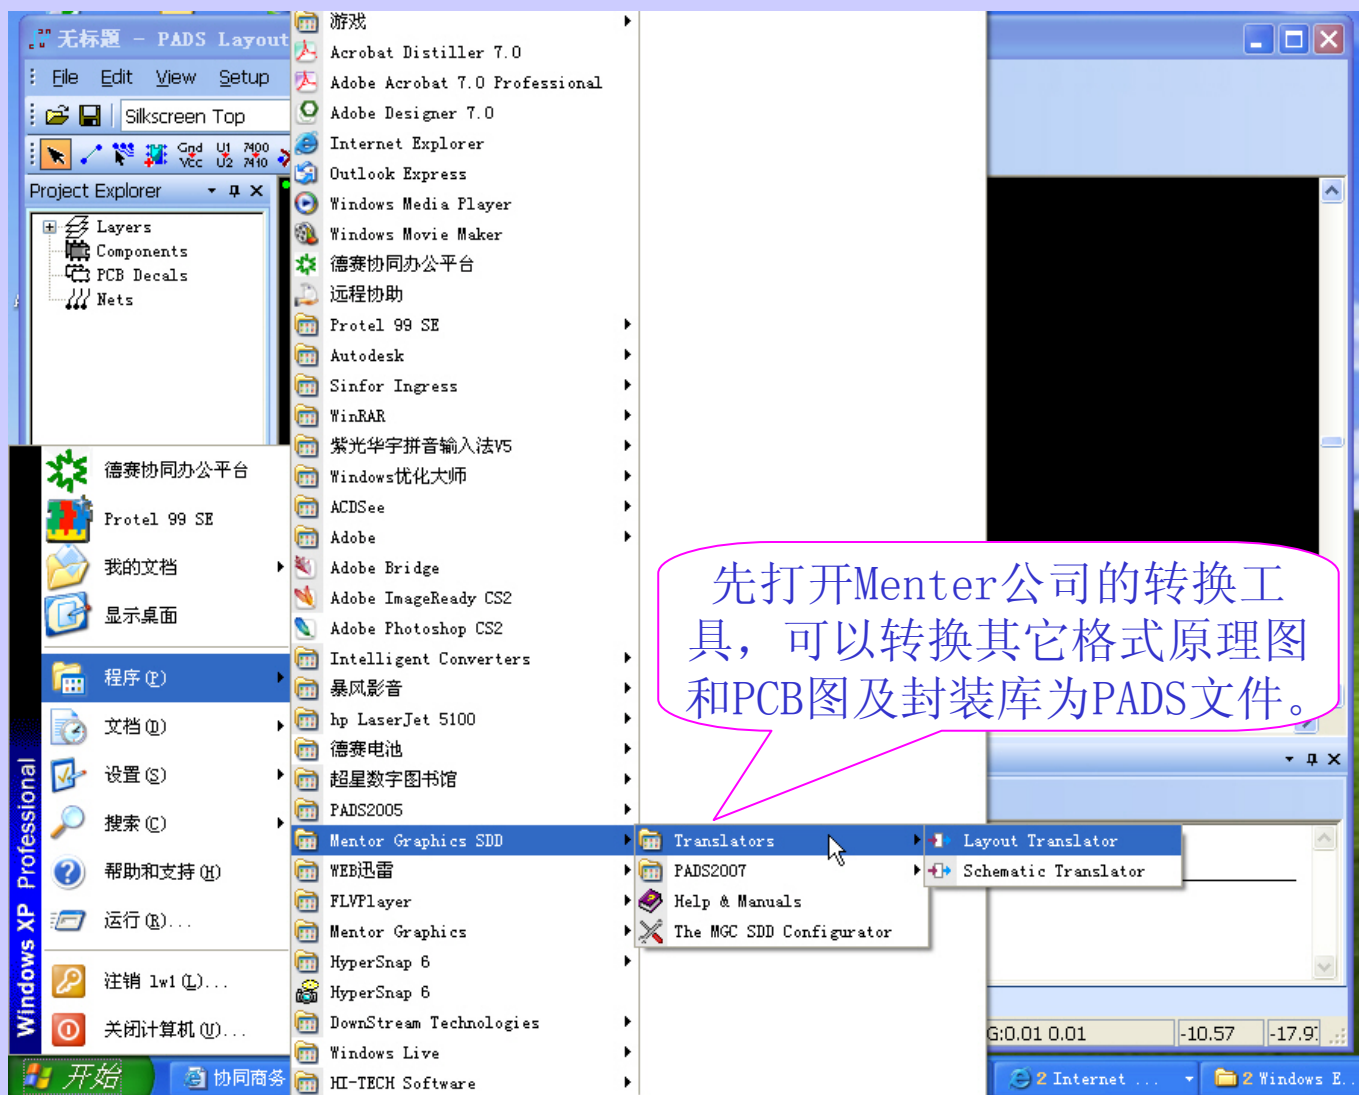 无标题 - PADS Layout
File Edit View Setup
Silkscreen Top
Gnd Vcc U1 U2 7400 7410
Project Explorer
Layers
Components
PCB Decals
Nets
游戏
Acrobat Distiller 7.0
Adobe Acrobat 7.0 Professional
Adobe Designer 7.0
Internet Explorer
Outlook Express
Windows Media Player
Windows Movie Maker
德赛协同办公平台
远程协助
Protel 99 SE
Autodesk
Sinfor Ingress
WinRAR
紫光华宇拼音输入法V5
Windows优化大师
ACDSee
Adobe
Adobe Bridge
Adobe ImageReady CS2
Adobe Photoshop CS2
Intelligent Converters
暴风影音
hp LaserJet 5100
德赛电池
超星数字图书馆
PADS2005
Mentor Graphics SDD
WEB迅雷
FLVPlayer
Mentor Graphics
HyperSnap 6
HyperSnap 6
DownStream Technologies
Windows Live
HI-TECH Software
德赛协同办公平台
Protel 99 SE
我的文档
显示桌面
程序(P)
文档(D)
设置(S)
搜索(C)
帮助和支持(H)
运行(R)...
注销 lw1(L)...
关闭计算机(U)...
Windows XP Professional
先打开Menter公司的转换工
具，可以转换其它格式原理图
和PCB图及封装库为PADS文件。
Translators
PADS2007
Help & Manuals
The MGC SDD Configurator
Layout Translator
Schematic Translator
G:0.01 0.01 -10.57 -17.9
开始 协同商务 2 Internet ... 2 Windows E..